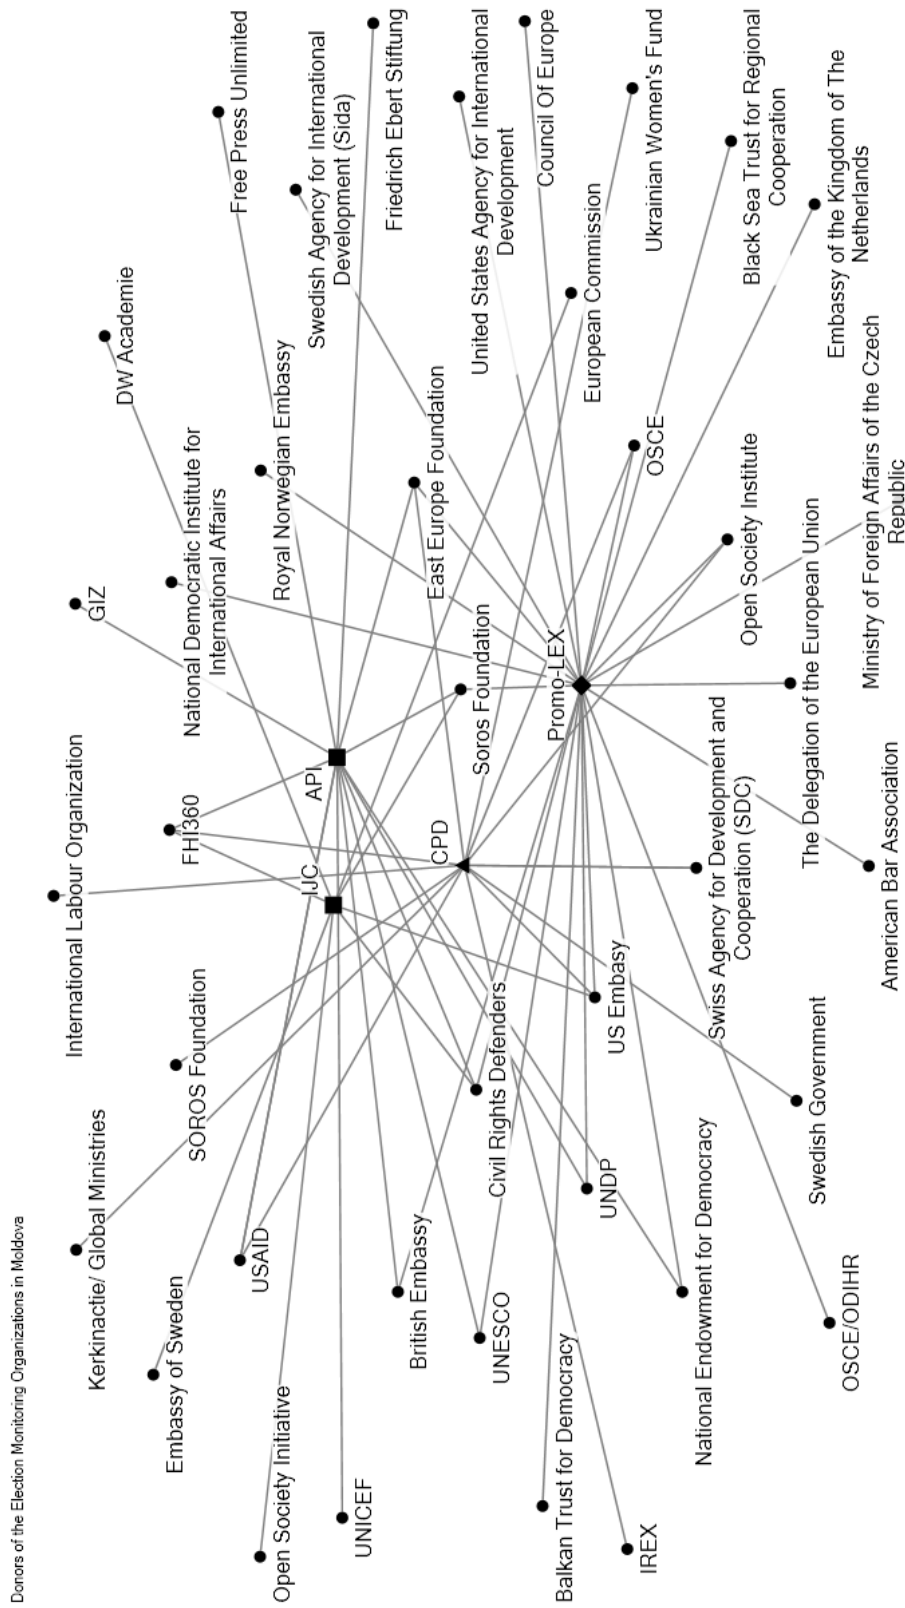 Donors of the Election Monitoring Organizations in Moldova
International Labour Organization
Kerkinactie/ Global Ministries
GIZ
DW Academie
Embassy of Sweden
SOROS Foundation
FHI360
National Democratic Institute for
International Affairs
Free Press Unlimited
USAID
Royal Norwegian Embassy
Open Society Initiative
IJC
API
Swedish Agency for International
Development (Sida)
UNICEF
Friedrich Ebert Stiftung
British Embassy
CPD
East Europe Foundation
UNESCO
Civil Rights Defenders
Soros Foundation
United States Agency for International
Development
Council Of Europe
Promo-LEX
Balkan Trust for Democracy
European Commission
UNDP
US Embasy
IREX
OSCE
Ukrainian Women's Fund
National Endowment for Democracy
Swiss Agency for Development and
Cooperation (SDC)
Open Society Institute
Black Sea Trust for Regional
Cooperation
Swedish Government
The Delegation of the European Union
Embassy of the Kingdom of The
Netherlands
OSCE/ODIHR
American Bar Association
Ministry of Foreign Affairs of the Czech
Republic